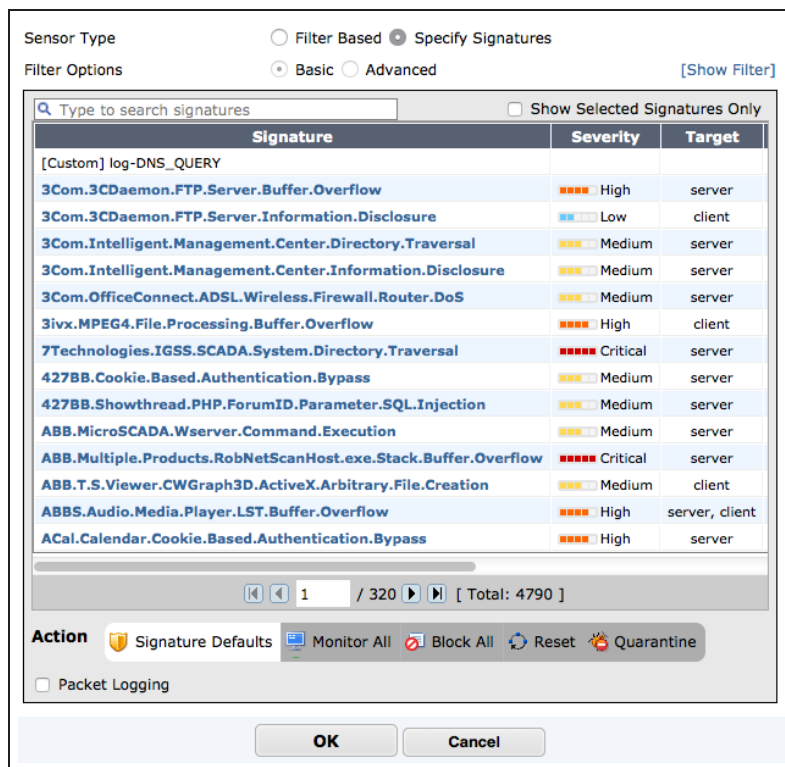 Sensor Type Filter Based Specify Signatures
Filter Options Basic Advanced [Show Filter]
Type to search signatures Show Selected Signatures Only
Signature Severity Target
[Custom] log-DNS_QUERY
3Com.3CDaemon.FTP.Server.Buffer.Overflow High server
3Com.3CDaemon.FTP.Server.Information.Disclosure Low client
3Com.Intelligent.Management.Center.Directory.Traversal Medium server
3Com.Intelligent.Management.Center.Information.Disclosure Medium server
3Com.OfficeConnect.ADSL.Wireless.Firewall.Router.DoS Medium server
3ivx.MPEG4.File.Processing.Buffer.Overflow High client
7Technologies.IGSS.SCADA.System.Directory.Traversal Critical server
427BB.Cookie.Based.Authentication.Bypass Medium server
427BB.Showthread.PHP.ForumID.Parameter.SQL.Injection Medium server
ABB.MicroSCADA.Wserver.Command.Execution Medium server
ABB.Multiple.Products.RobNetScanHost.exe.Stack.Buffer.Overflow Critical server
ABB.T.S.Viewer.CWGraph3D.ActiveX.Arbitrary.File.Creation Medium client
ABBS.Audio.Media.Player.LST.Buffer.Overflow High server, client
ACal.Calendar.Cookie.Based.Authentication.Bypass High server
1 / 320 [ Total: 4790 ]
Action Signature Defaults Monitor All Block All Reset Quarantine
Packet Logging
OK Cancel